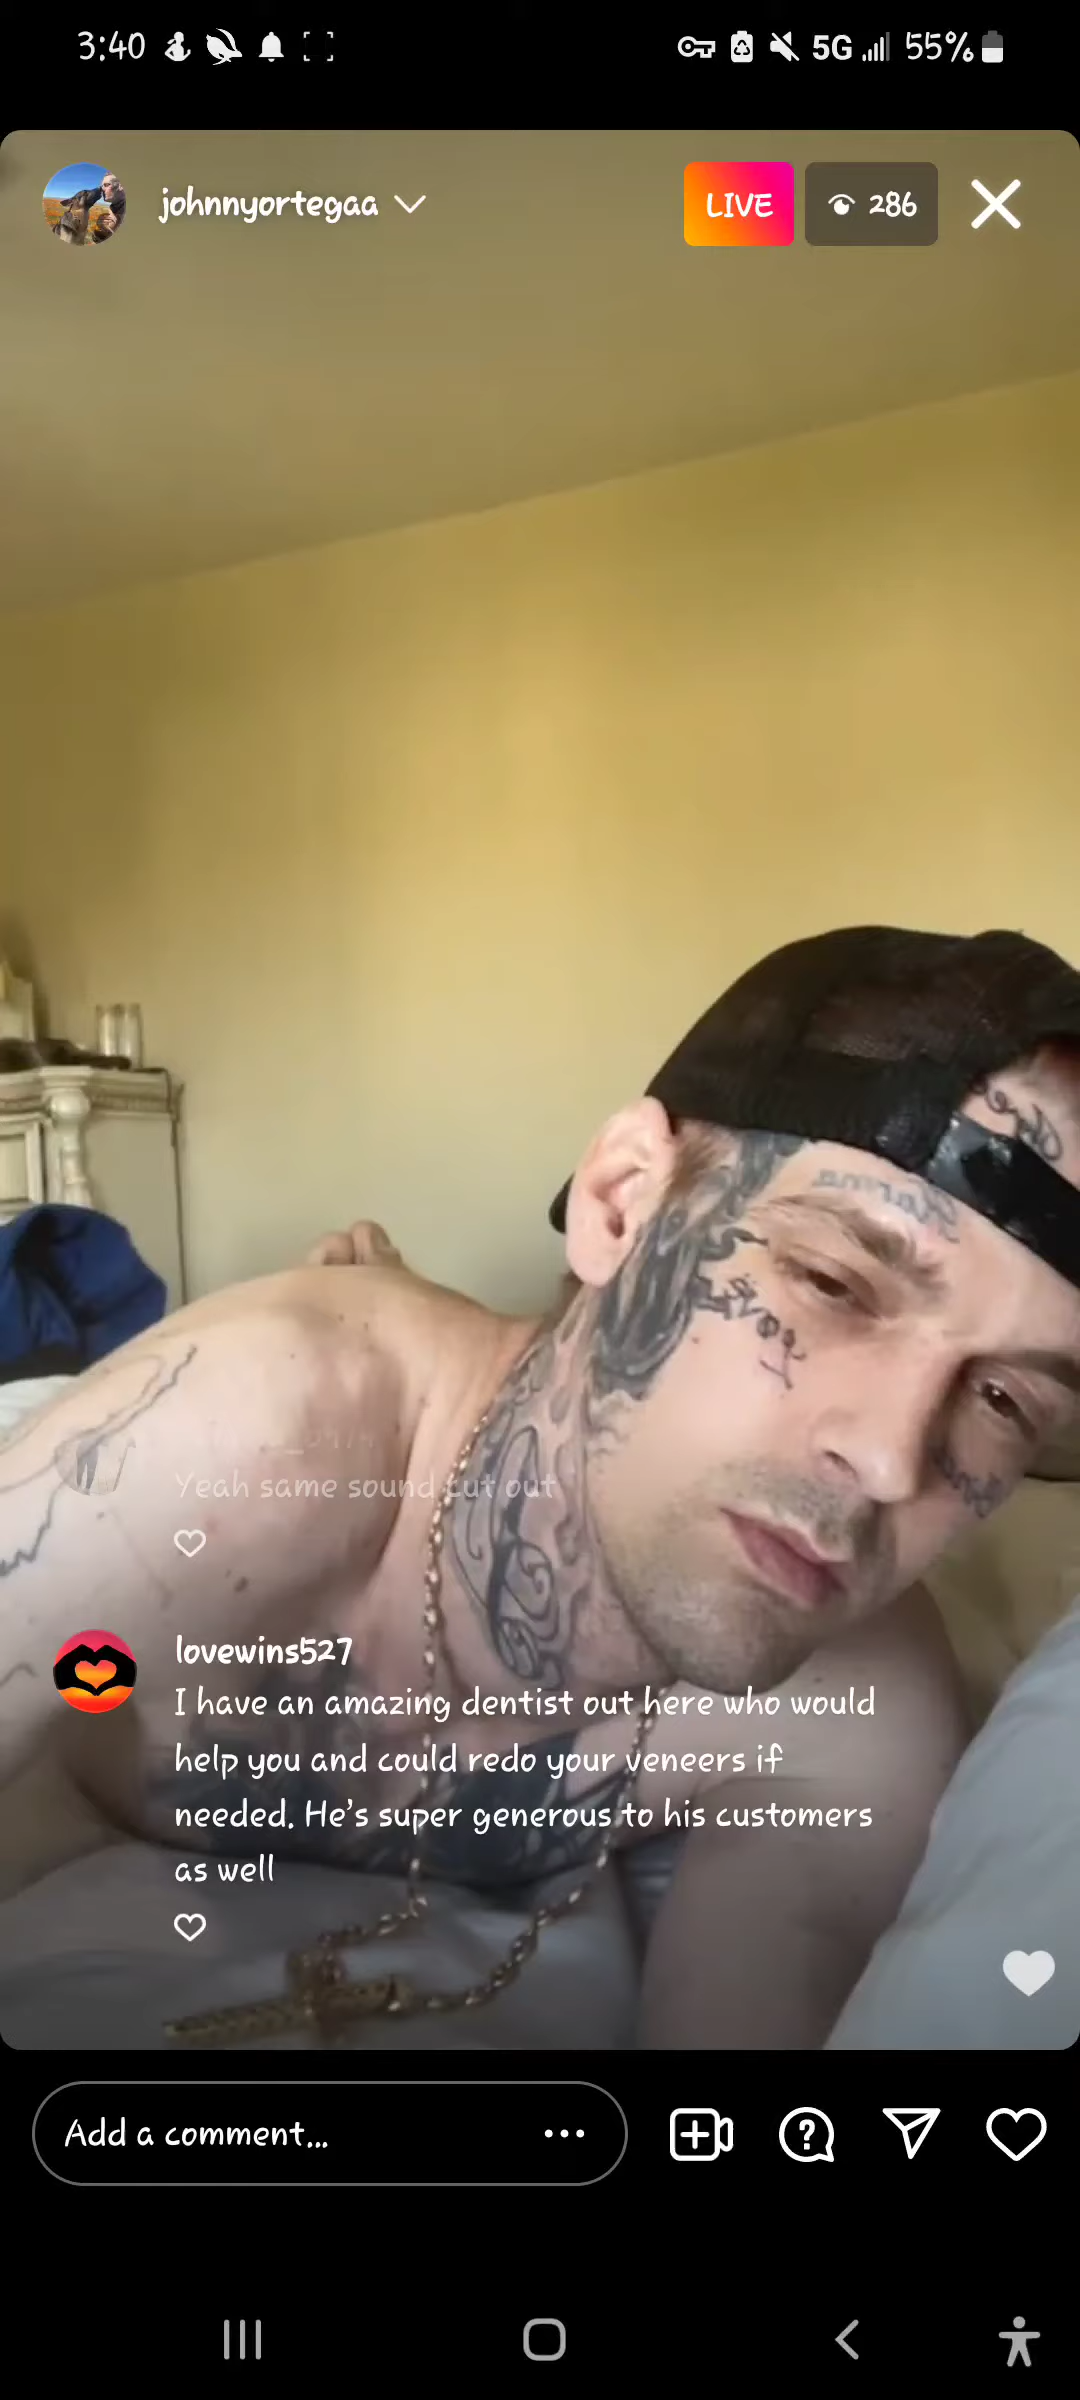 3:40 5G 55%
johnnyortegaa LIVE 286
Karma
Love
Yeah same sound cut out
lovewins527
I have an amazing dentist out here who would
help you and could redo your veneers if
needed. He's super generous to his customers
as well
Add a comment...